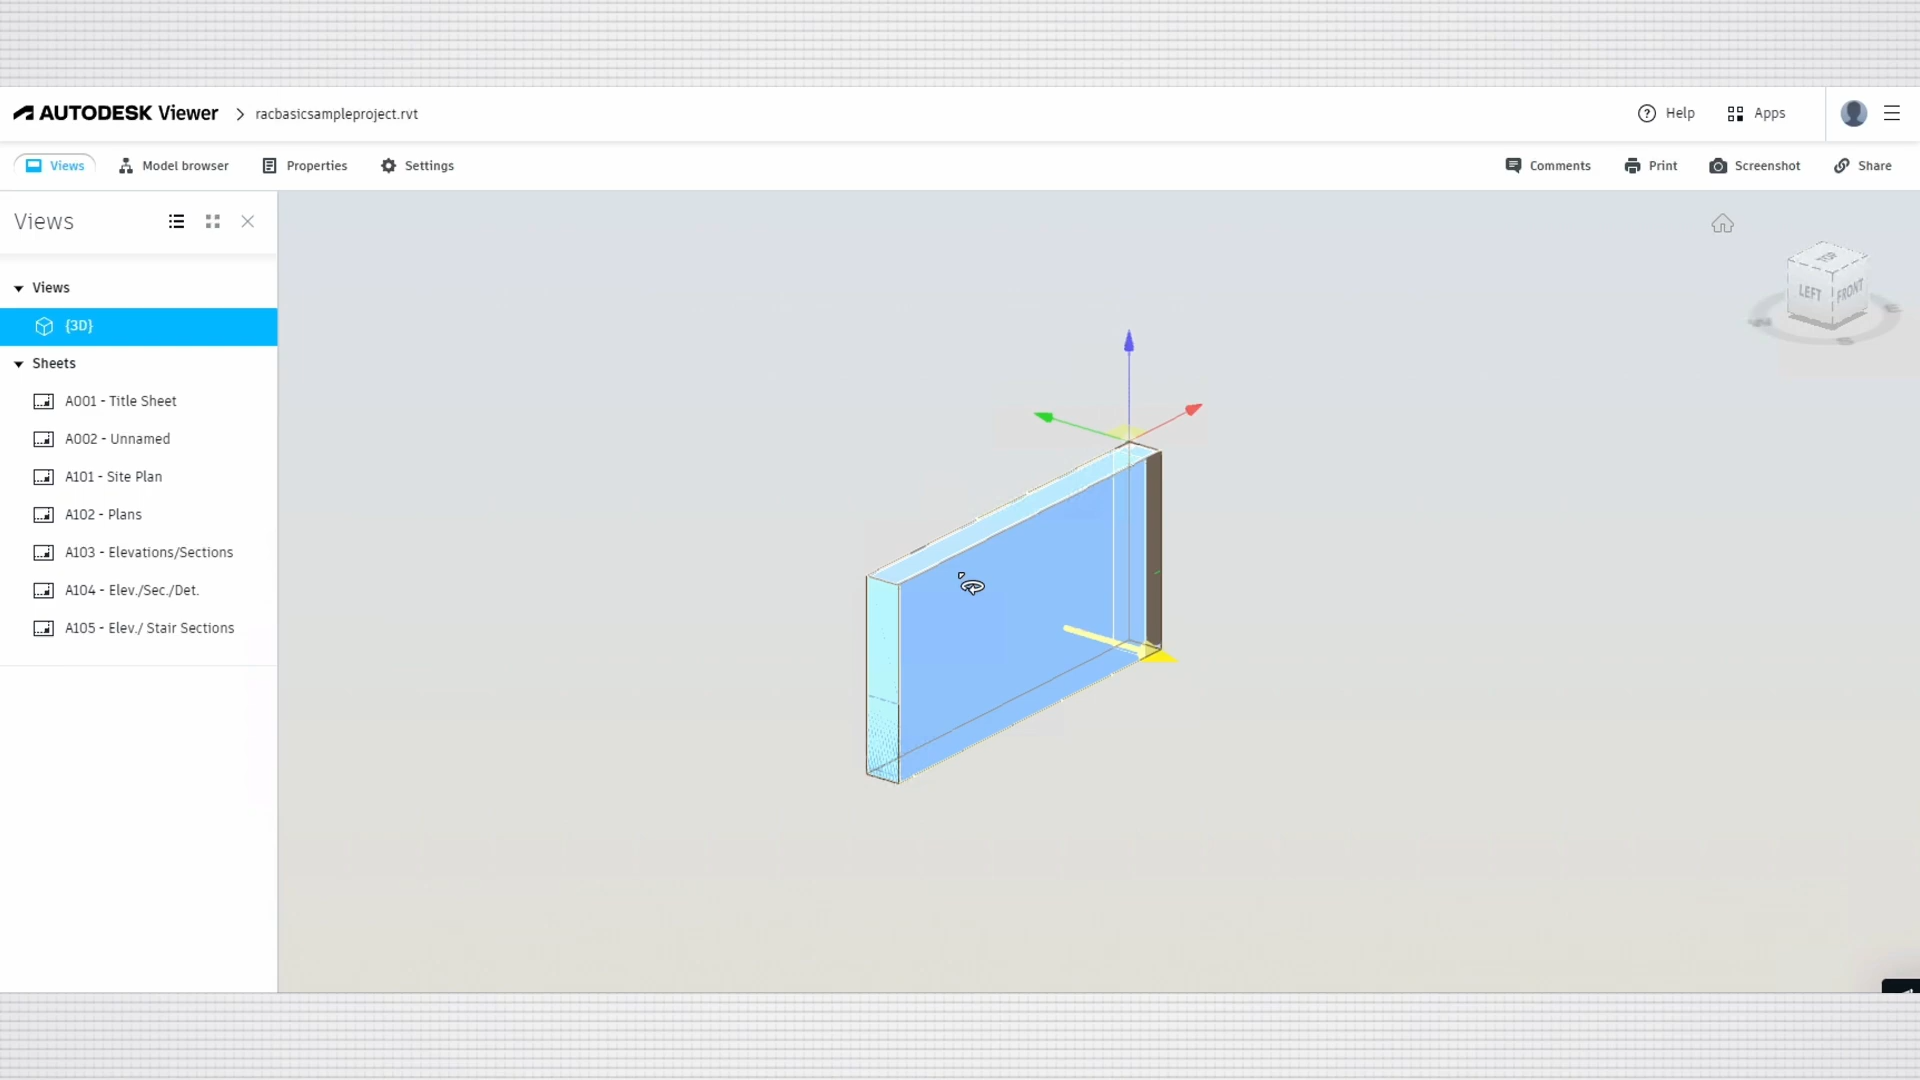 AUTODESK Viewer > racbasicsampleproject.rvt
Help
Apps
Views
Model browser
Properties
Settings
Comments
Print
Screenshot
Share
Views
Views
{3D}
Sheets
A001 - Title Sheet
A002 - Unnamed
A101 - Site Plan
A102 - Plans
A103 - Elevations/Sections
A104 - Elev./Sec./Det.
A105 - Elev./ Stair Sections
TOP
LEFT
FRONT